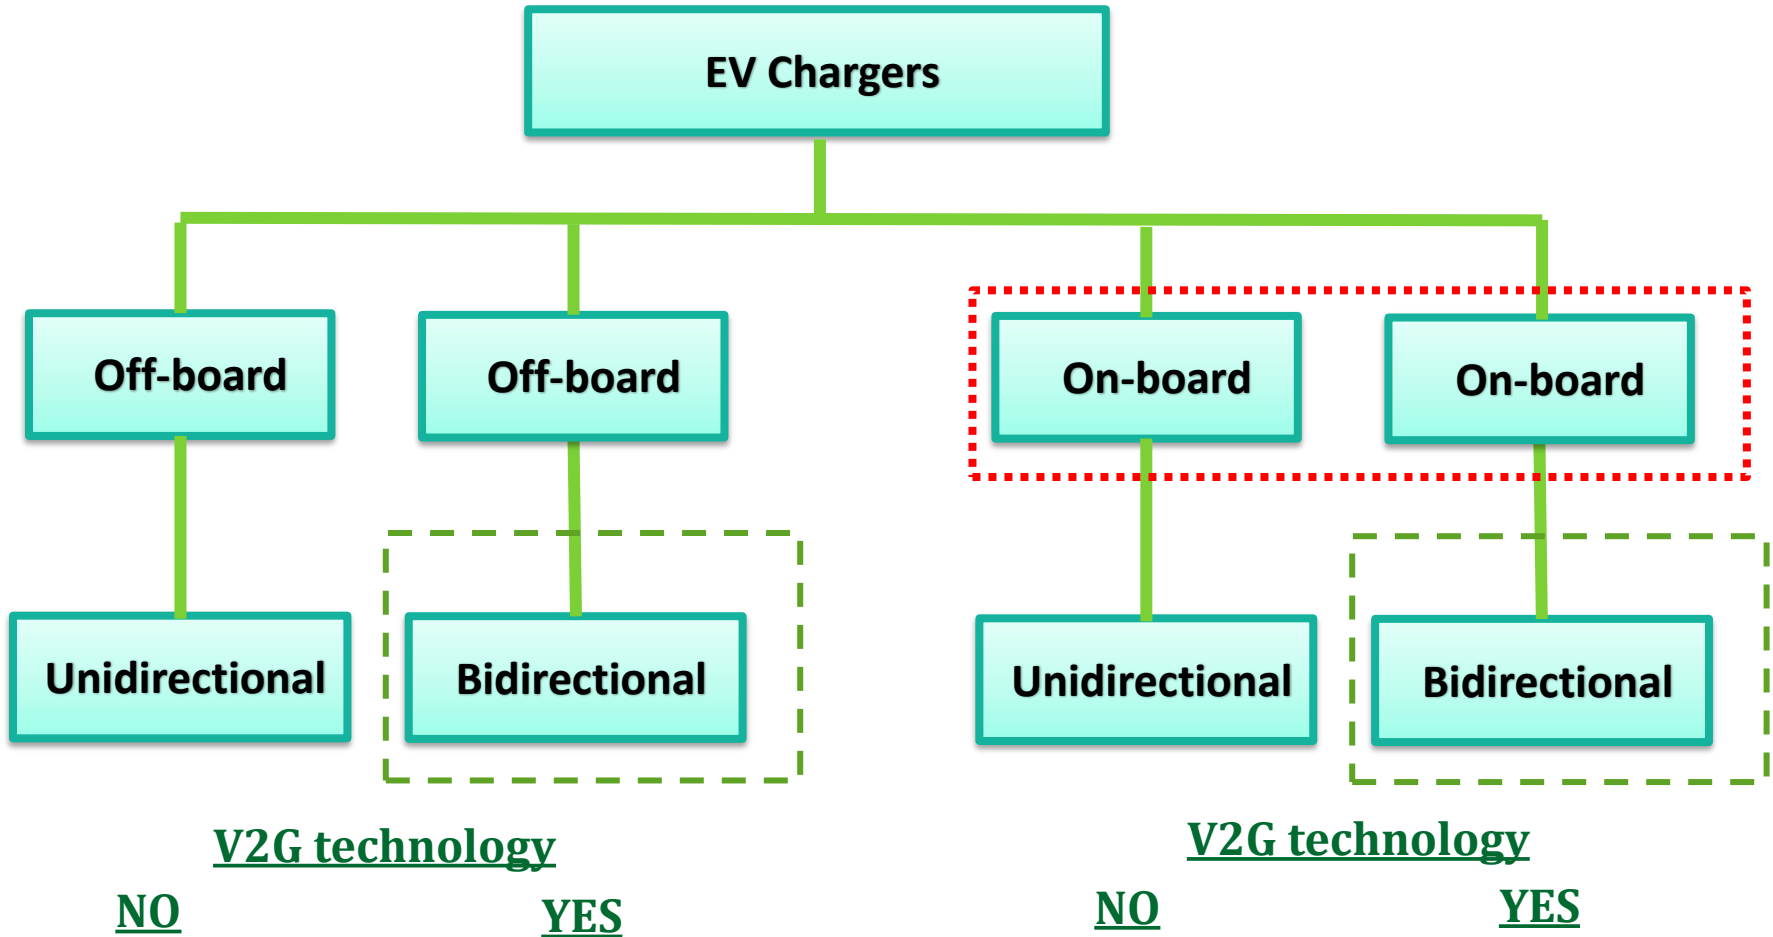 EV Chargers
Off-board
Off-board
On-board
On-board
Unidirectional
Bidirectional
Unidirectional
Bidirectional
V2G technology
V2G technology
NO
YES
NO
YES